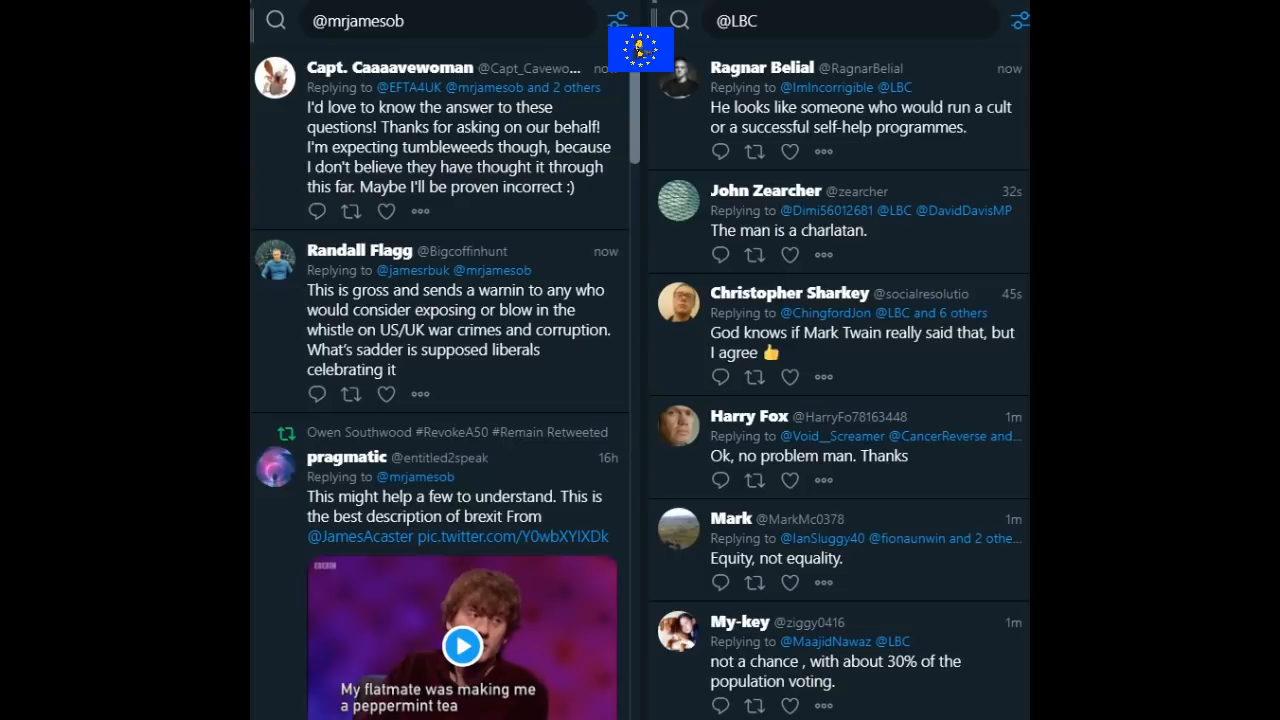 @mrjamesob
Capt. Caaaavewoman @Capt_Cavewo... now
Replying to @EFTA4UK @mrjamesob and 2 others
I'd love to know the answer to these
questions! Thanks for asking on our behalf!
I'm expecting tumbleweeds though, because
I don't believe they have thought it through
this far. Maybe I'll be proven incorrect :)
Randall Flagg @Bigcoffinhunt now
Replying to @jamesrbuk @mrjamesob
This is gross and sends a warnin to any who
would consider exposing or blow in the
whistle on US/UK war crimes and corruption.
What's sadder is supposed liberals
celebrating it
Owen Southwood #RevokeA50 #Remain Retweeted
pragmatic @entitled2speak 16h
Replying to @mrjamesob
This might help a few to understand. This is
the best description of brexit From
@JamesAcaster pic.twitter.com/Y0wbXYlXDk
BBC
My flatmate was making me
a peppermint tea
@LBC
Ragnar Belial @RagnarBelial now
Replying to @ImIncorrigible @LBC
He looks like someone who would run a cult
or a successful self-help programmes.
John Zearcher @zearcher 32s
Replying to @Dimi56012681 @LBC @DavidDavisMP
The man is a charlatan.
Christopher Sharkey @socialresolutio 45s
Replying to @ChingfordJon @LBC and 6 others
God knows if Mark Twain really said that, but
I agree 👍
Harry Fox @HarryFo78163448 1m
Replying to @Void__Screamer @CancerReverse and...
Ok, no problem man. Thanks
Mark @MarkMc0378 1m
Replying to @IanSluggy40 @fionaunwin and 2 othe...
Equity, not equality.
My-key @ziggy0416 1m
Replying to @MaajidNawaz @LBC
not a chance , with about 30% of the
population voting.